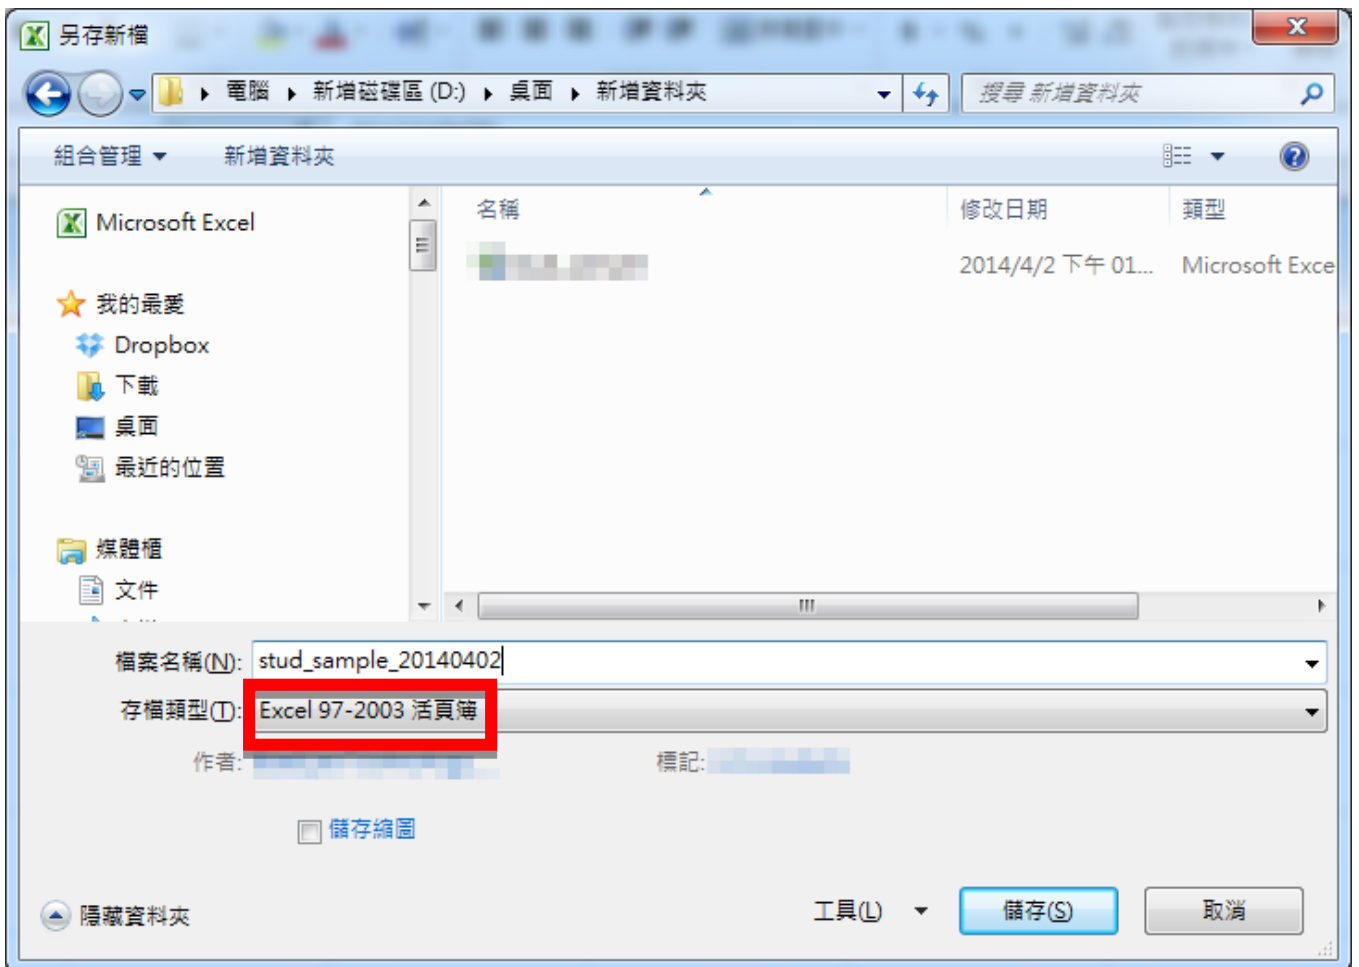 另存新檔
電腦 新增磁碟區 (D:) 桌面 新增資料夾
搜尋 新增資料夾
組合管理 新增資料夾
Microsoft Excel
我的最愛
Dropbox
下載
桌面
最近的位置
媒體櫃
文件
名稱 修改日期 類型
2014/4/2 下午 01... Microsoft Exce
檔案名稱(N): stud_sample_20140402
存檔類型(T): Excel 97-2003 活頁簿
作者: 標記:
儲存縮圖
隱藏資料夾
工具(L) 儲存(S) 取消